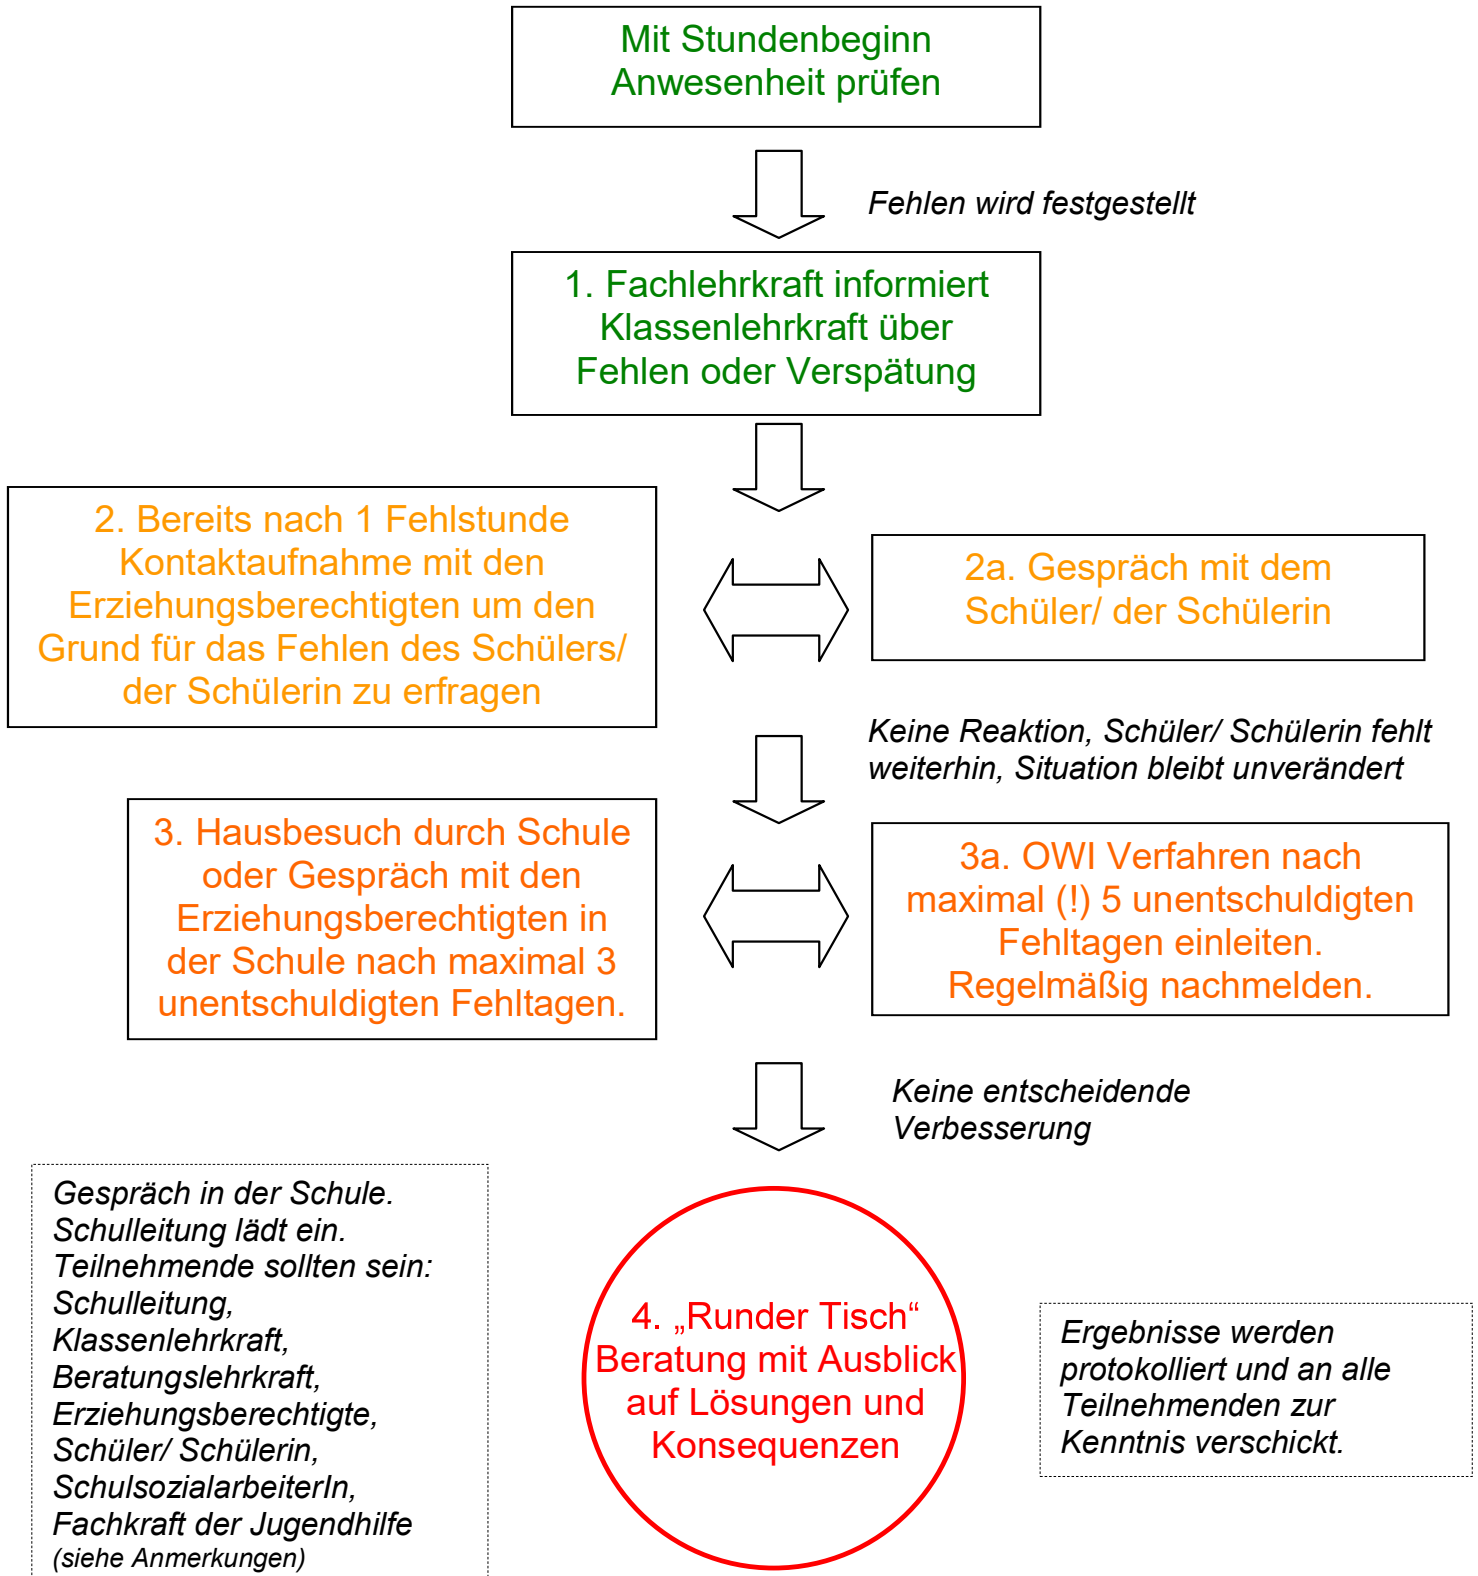 Mit Stundenbeginn
Anwesenheit prüfen
Fehlen wird festgestellt
1. Fachlehrkraft informiert
Klassenlehrkraft über
Fehlen oder Verspätung
2. Bereits nach 1 Fehlstunde
Kontaktaufnahme mit den
Erziehungsberechtigten um den
Grund für das Fehlen des Schülers/
der Schülerin zu erfragen
2a. Gespräch mit dem
Schüler/ der Schülerin
Keine Reaktion, Schüler/ Schülerin fehlt
weiterhin, Situation bleibt unverändert
3. Hausbesuch durch Schule
oder Gespräch mit den
Erziehungsberechtigten in
der Schule nach maximal 3
unentschuldigten Fehltagen.
3a. OWI Verfahren nach
maximal (!) 5 unentschuldigten
Fehltagen einleiten.
Regelmäßig nachmelden.
Keine entscheidende
Verbesserung
Gespräch in der Schule.
Schulleitung lädt ein.
Teilnehmende sollten sein:
Schulleitung,
Klassenlehrkraft,
Beratungslehrkraft,
Erziehungsberechtigte,
Schüler/ Schülerin,
SchulsozialarbeiterIn,
Fachkraft der Jugendhilfe
(siehe Anmerkungen)
4. „Runder Tisch“
Beratung mit Ausblick
auf Lösungen und
Konsequenzen
Ergebnisse werden
protokolliert und an alle
Teilnehmenden zur
Kenntnis verschickt.